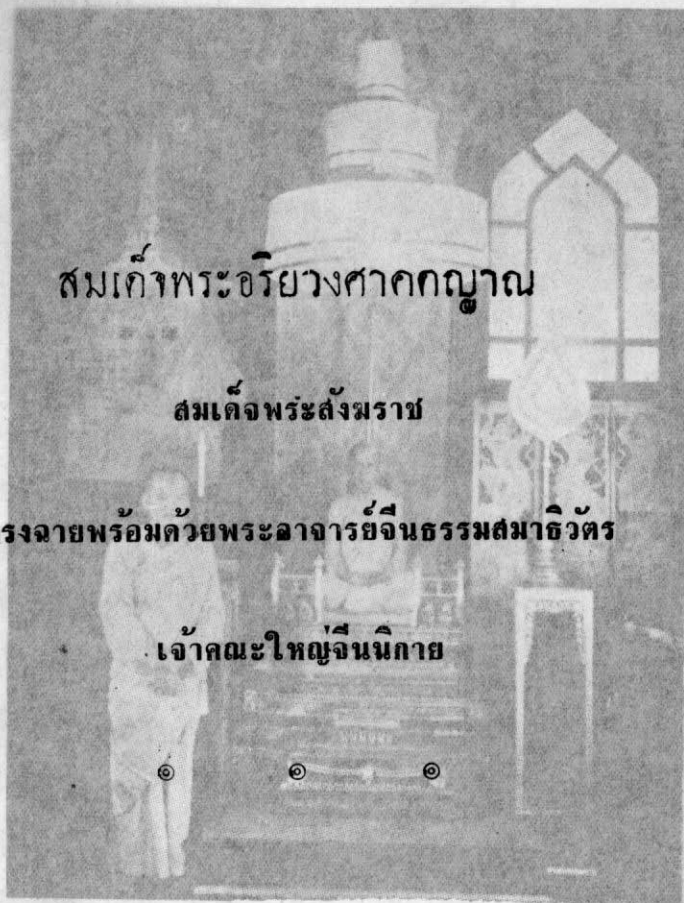 สมเด็จพระอริยวงศาคตญาณ
สมเด็จพระสังฆราช
รงฉายพร้อมด้วยพระอาจารย์จีนธรรมสมาธิวัตร
เจ้าคณะใหญ่จีนนิกาย
๏ ๏ ๏